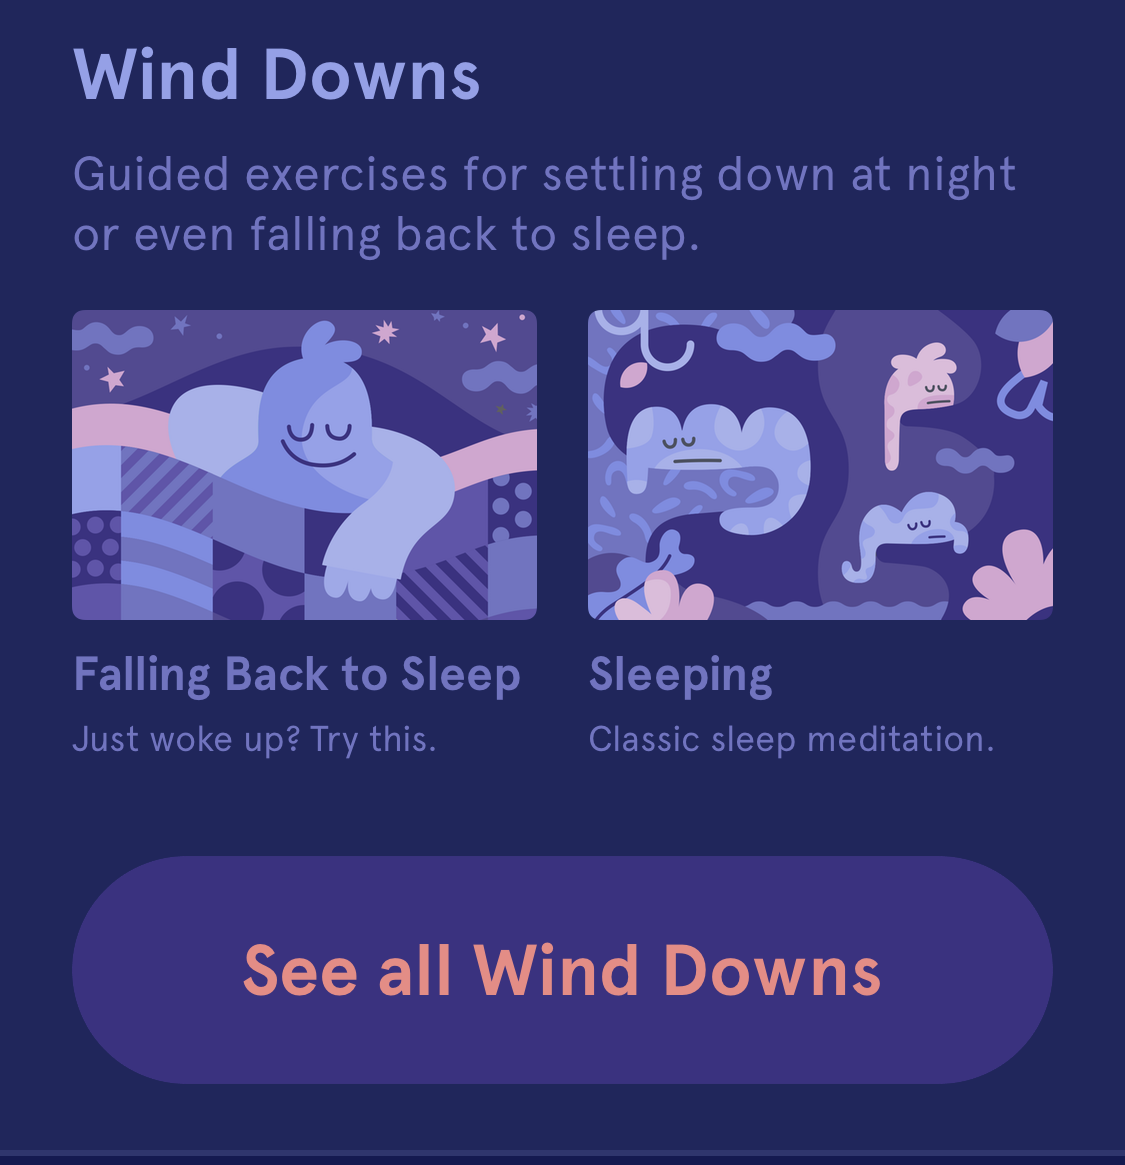 Wind Downs
Guided exercises for settling down at night
or even falling back to sleep.
Falling Back to Sleep
Just woke up? Try this.
Sleeping
Classic sleep meditation.
See all Wind Downs